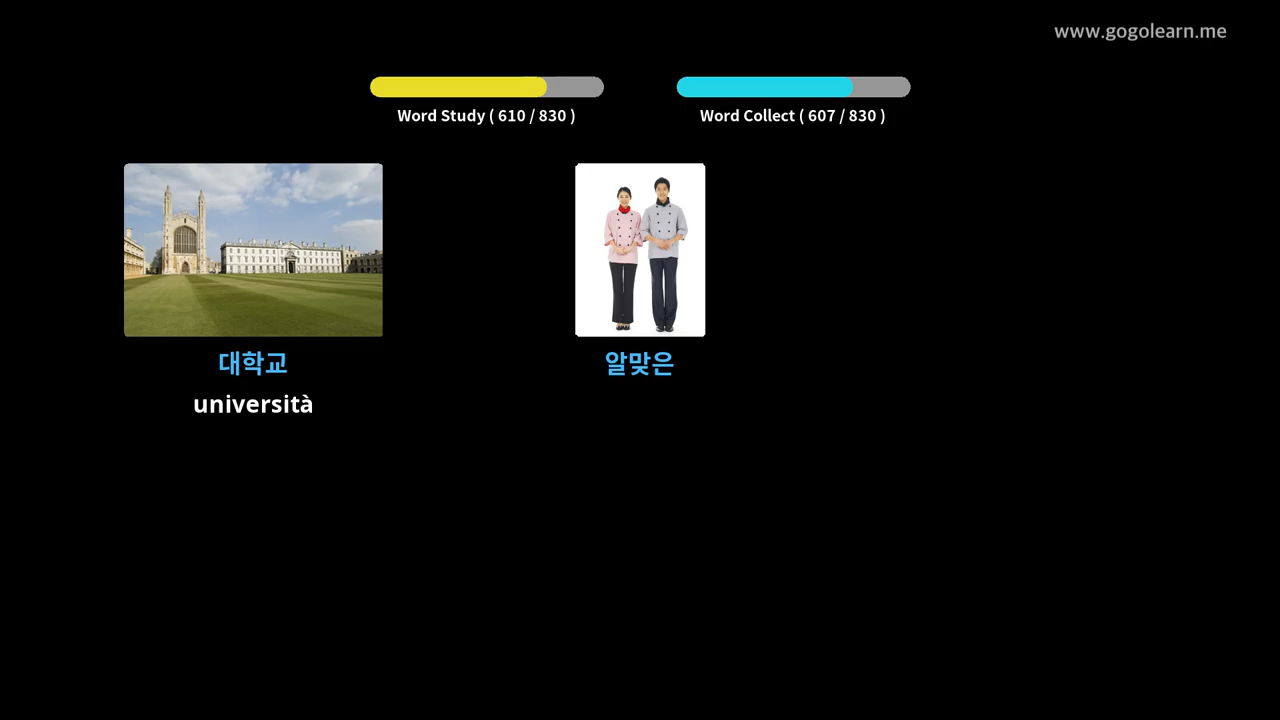 www.gogolearn.me
Word Study ( 610 / 830 )
Word Collect ( 607 / 830 )
대학교
università
알맞은